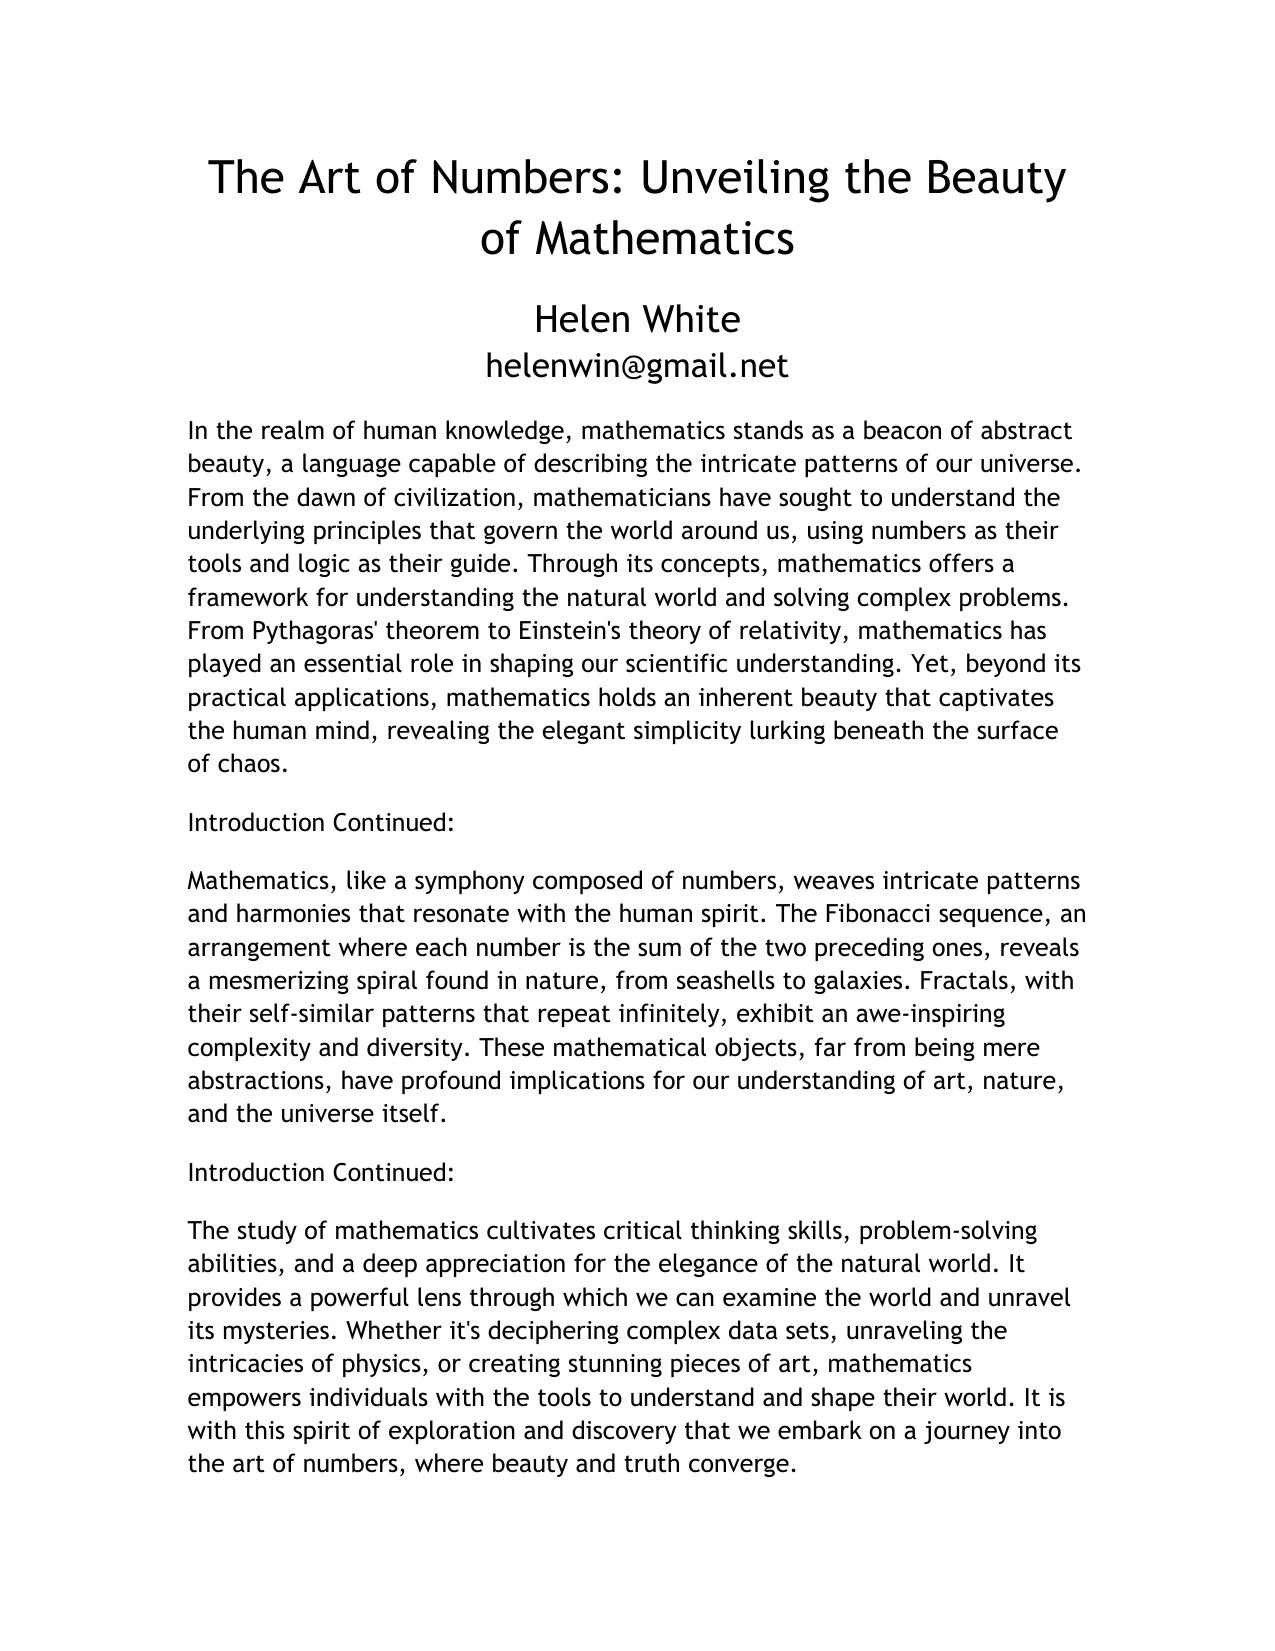 The Art of Numbers: Unveiling the Beauty
of Mathematics
Helen White
helenwin@gmail.net
In the realm of human knowledge, mathematics stands as a beacon of abstract
beauty, a language capable of describing the intricate patterns of our universe.
From the dawn of civilization, mathematicians have sought to understand the
underlying principles that govern the world around us, using numbers as their
tools and logic as their guide. Through its concepts, mathematics offers a
framework for understanding the natural world and solving complex problems.
From Pythagoras' theorem to Einstein's theory of relativity, mathematics has
played an essential role in shaping our scientific understanding. Yet, beyond its
practical applications, mathematics holds an inherent beauty that captivates
the human mind, revealing the elegant simplicity lurking beneath the surface
of chaos.
Introduction Continued:
Mathematics, like a symphony composed of numbers, weaves intricate patterns
and harmonies that resonate with the human spirit. The Fibonacci sequence, an
arrangement where each number is the sum of the two preceding ones, reveals
a mesmerizing spiral found in nature, from seashells to galaxies. Fractals, with
their self-similar patterns that repeat infinitely, exhibit an awe-inspiring
complexity and diversity. These mathematical objects, far from being mere
abstractions, have profound implications for our understanding of art, nature,
and the universe itself.
Introduction Continued:
The study of mathematics cultivates critical thinking skills, problem-solving
abilities, and a deep appreciation for the elegance of the natural world. It
provides a powerful lens through which we can examine the world and unravel
its mysteries. Whether it's deciphering complex data sets, unraveling the
intricacies of physics, or creating stunning pieces of art, mathematics
empowers individuals with the tools to understand and shape their world. It is
with this spirit of exploration and discovery that we embark on a journey into
the art of numbers, where beauty and truth converge.